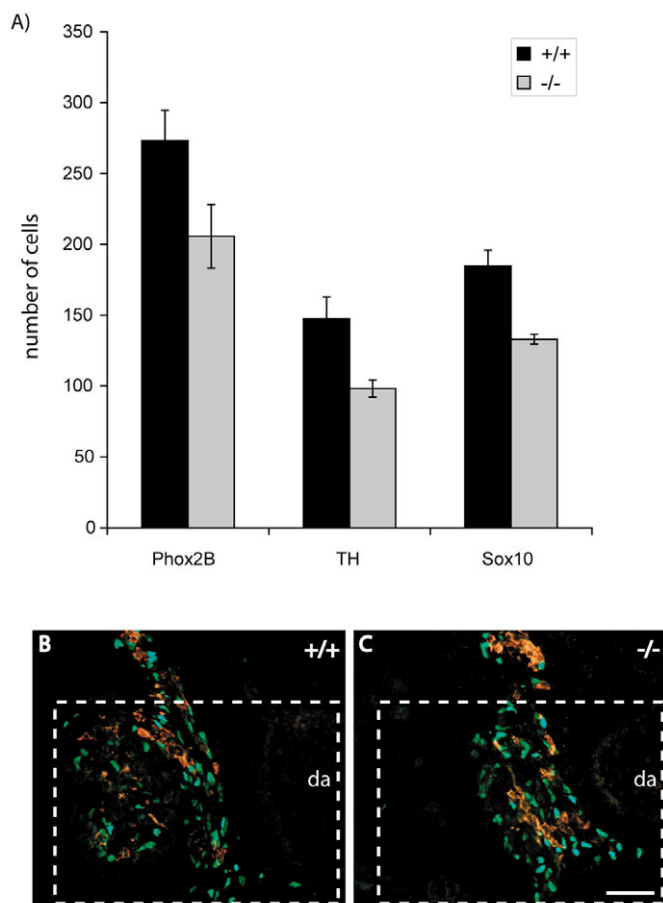 A)
350
300
250
200
150
100
50
0
number of cells
+/+
-/-
Phox2B TH Sox10
B +/+
da
C -/-
da